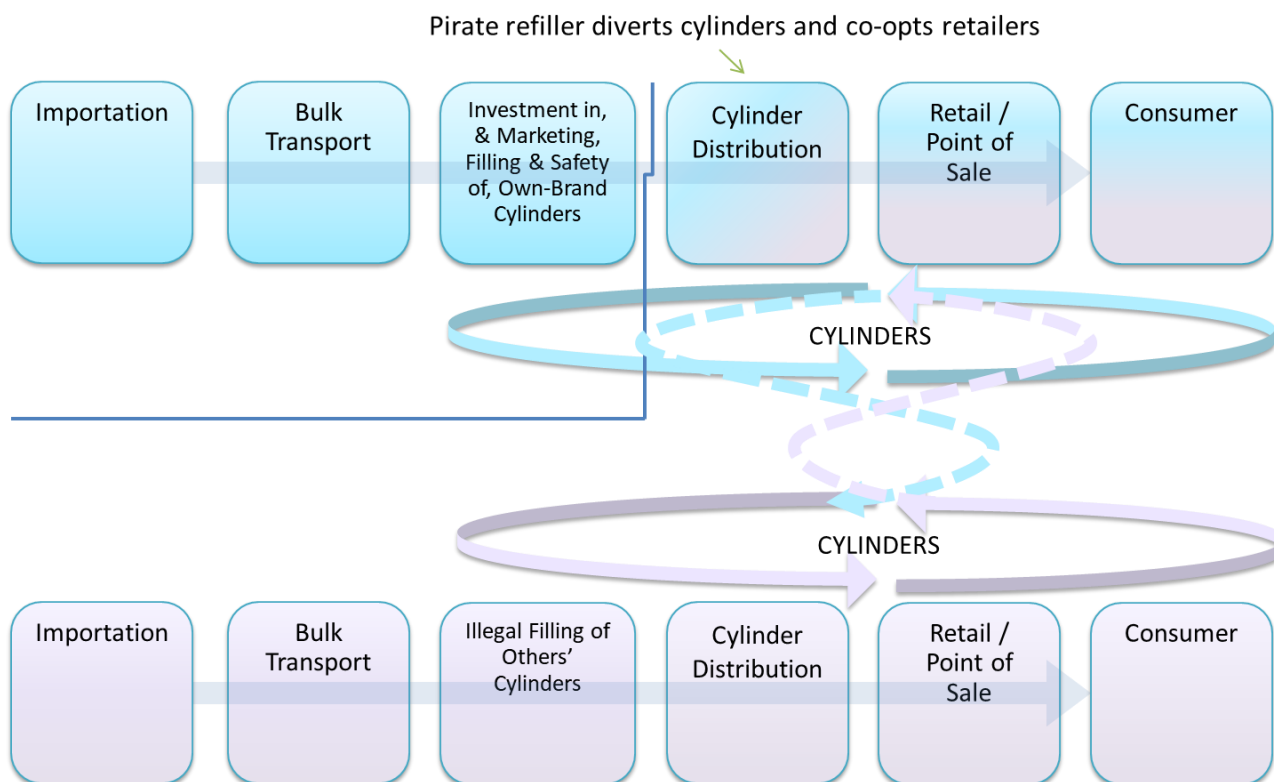 Pirate refiller diverts cylinders and co-opts retailers
Importation
Bulk
Transport
Investment in,
& Marketing,
Filling & Safety
of, Own-Brand
Cylinders
Cylinder
Distribution
Retail /
Point of
Sale
Consumer
CYLINDERS
CYLINDERS
Importation
Bulk
Transport
Illegal Filling of
Others’
Cylinders
Cylinder
Distribution
Retail /
Point of
Sale
Consumer